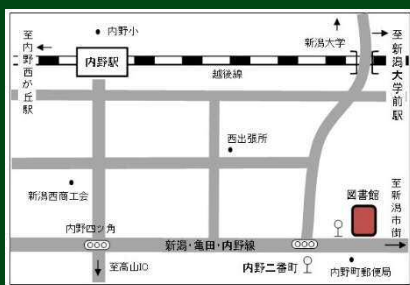 内野小
新潟大学
至内野西が丘駅
内野駅
越後線
至新潟大学前駅
西出張所
新潟西商工会
図書館
至新潟市街
内野四ツ角
新潟・亀田・内野線
至高山IC
内野二番町
内野町郵便局